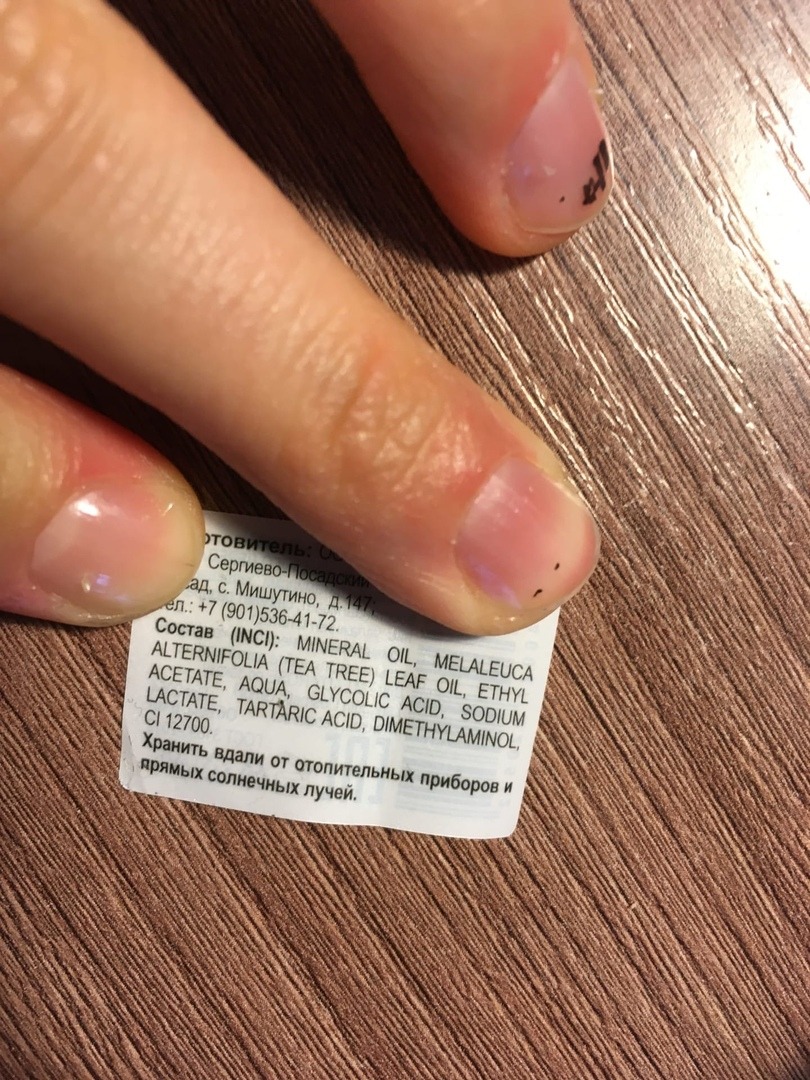 отовитель:
Сергиево-Посадский
с. Мишутино, д.147;
ел.: +7 (901)536-41-72.
Состав (INCI): MINERAL OIL, MELALEUCA
ALTERNIFOLIA (TEA TREE) LEAF OIL, ETHYL
ACETATE, AQUA, GLYCOLIC ACID, SODIUM
LACTATE, TARTARIC ACID, DIMETHYLAMINOL,
CI 12700.
Хранить вдали от отопительных приборов и
прямых солнечных лучей.